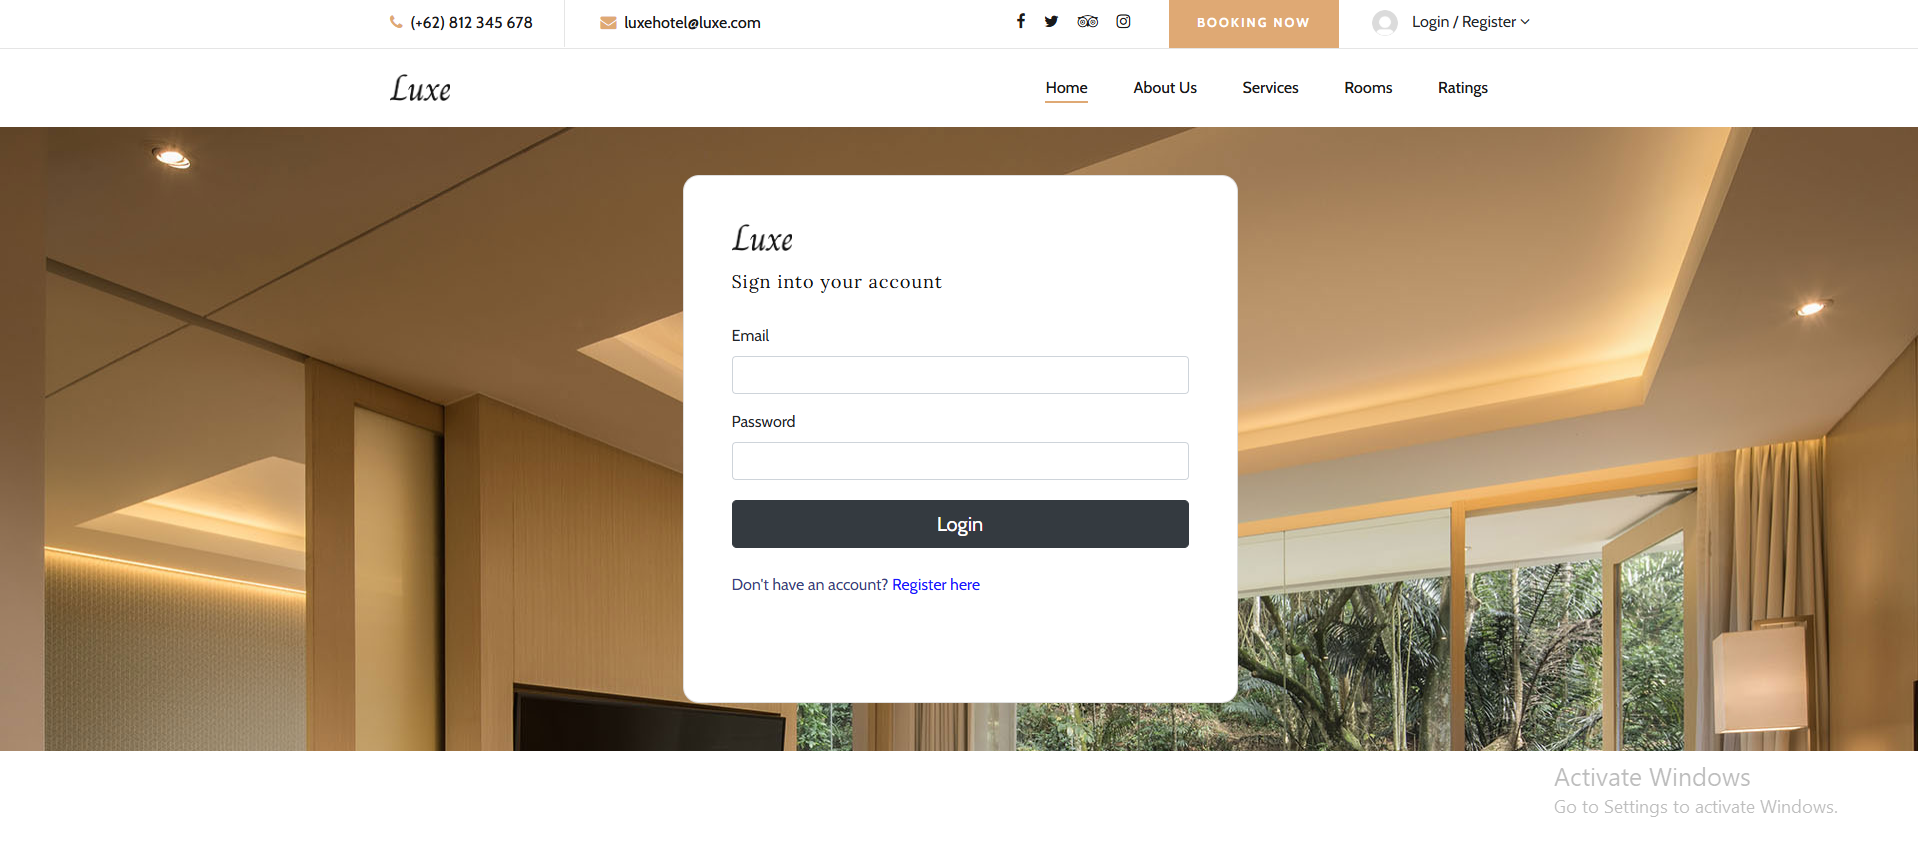 (+62) 812 345 678
luxehotel@luxe.com
BOOKING NOW
Login / Register
Luxe
Home
About Us
Services
Rooms
Ratings
Luxe
Sign into your account
Email
Password
Login
Don't have an account? Register here
Activate Windows
Go to Settings to activate Windows.